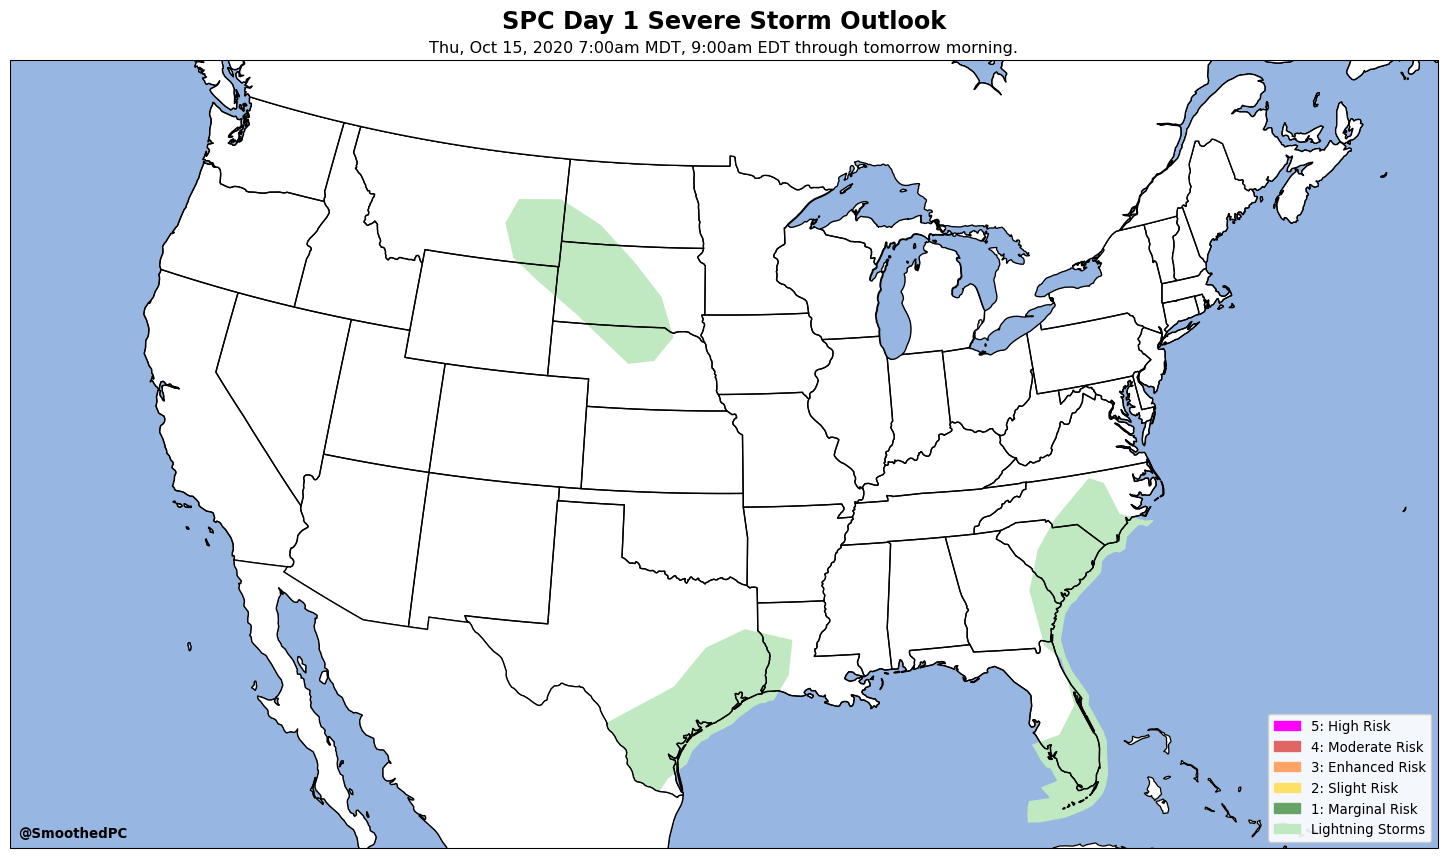 SPC Day 1 Severe Storm Outlook
Thu, Oct 15, 2020 7:00am MDT, 9:00am EDT through tomorrow morning.
5: High Risk
4: Moderate Risk
3: Enhanced Risk
2: Slight Risk
1: Marginal Risk
Lightning Storms
@SmoothedPC